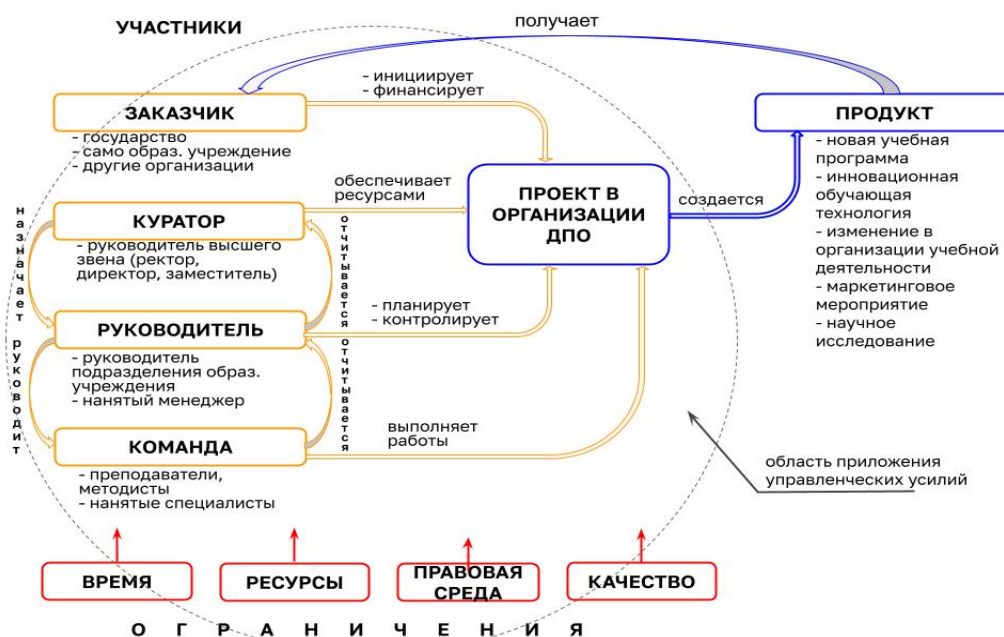 УЧАСТНИКИ
получает
- инициирует
- финансирует
ЗАКАЗЧИК
- государство
- само образ. учреждение
- другие организации
ПРОДУКТ
- новая учебная
программа
- инновационная
обучающая
технология
- изменение в
организации учебной
деятельности
- маркетинговое
мероприятие
- научное
исследование
обеспечивает
ресурсами
ПРОЕКТ В
ОРГАНИЗАЦИИ
ДПО
создается
назначает
КУРАТОР
- руководитель высшего
звена (ректор,
директор, заместитель)
отчитывается
- планирует
- контролирует
РУКОВОДИТЕЛЬ
- руководитель
подразделения образ.
учреждения
- нанятый менеджер
руководит
отчитывается
выполняет
работы
КОМАНДА
- преподаватели,
методисты
- нанятые специалисты
область приложения
управленческих усилий
ВРЕМЯ
РЕСУРСЫ
ПРАВОВАЯ
СРЕДА
КАЧЕСТВО
О Г Р А Н И Ч Е Н И Я